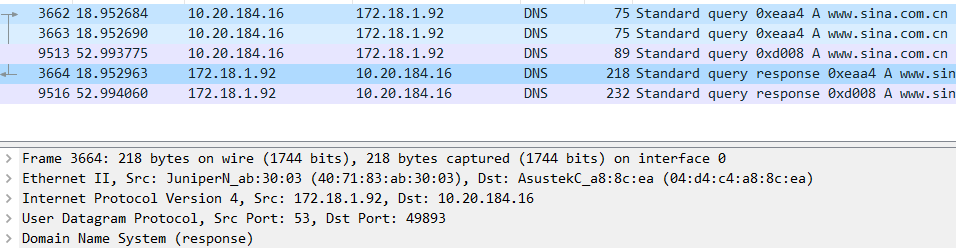 3662 18.952684 10.20.184.16 172.18.1.92 DNS 75 Standard query 0xeaa4 A www.sina.com.cn
3663 18.952690 10.20.184.16 172.18.1.92 DNS 75 Standard query 0xeaa4 A www.sina.com.cn
9513 52.993775 10.20.184.16 172.18.1.92 DNS 89 Standard query 0xd008 A www.sina.com.cn
3664 18.952963 172.18.1.92 10.20.184.16 DNS 218 Standard query response 0xeaa4 A www.sin
9516 52.994060 172.18.1.92 10.20.184.16 DNS 232 Standard query response 0xd008 A www.sin
Frame 3664: 218 bytes on wire (1744 bits), 218 bytes captured (1744 bits) on interface 0
Ethernet II, Src: JuniperN_ab:30:03 (40:71:83:ab:30:03), Dst: AsustekC_a8:8c:ea (04:d4:c4:a8:8c:ea)
Internet Protocol Version 4, Src: 172.18.1.92, Dst: 10.20.184.16
User Datagram Protocol, Src Port: 53, Dst Port: 49893
Domain Name System (response)